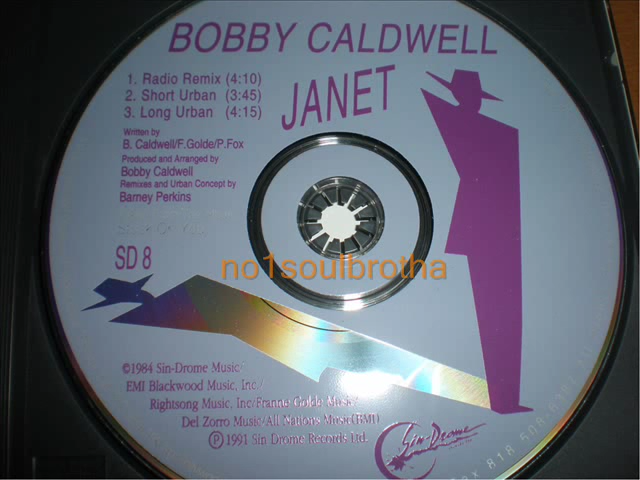 BOBBY CALDWELL
JANET
1. Radio Remix (4:10)
2. Short Urban (3:45)
3. Long Urban (4:15)
Written by
B. Caldwell/F.Golde/P.Fox
Produced and Arranged by
Bobby Caldwell
Remixes and Urban Concept by
Barney Perkins
SD 8
no1soulbrotha
©1984 Sin-Drome Music/
EMI Blackwood Music, Inc./
Rightsong Music, Inc/Franne Golde Music/
Del Zorro Music/All Nations Music(BMI)
Ⓟ 1991 Sin Drome Records Ltd.
Sin-Drome
Fax 818